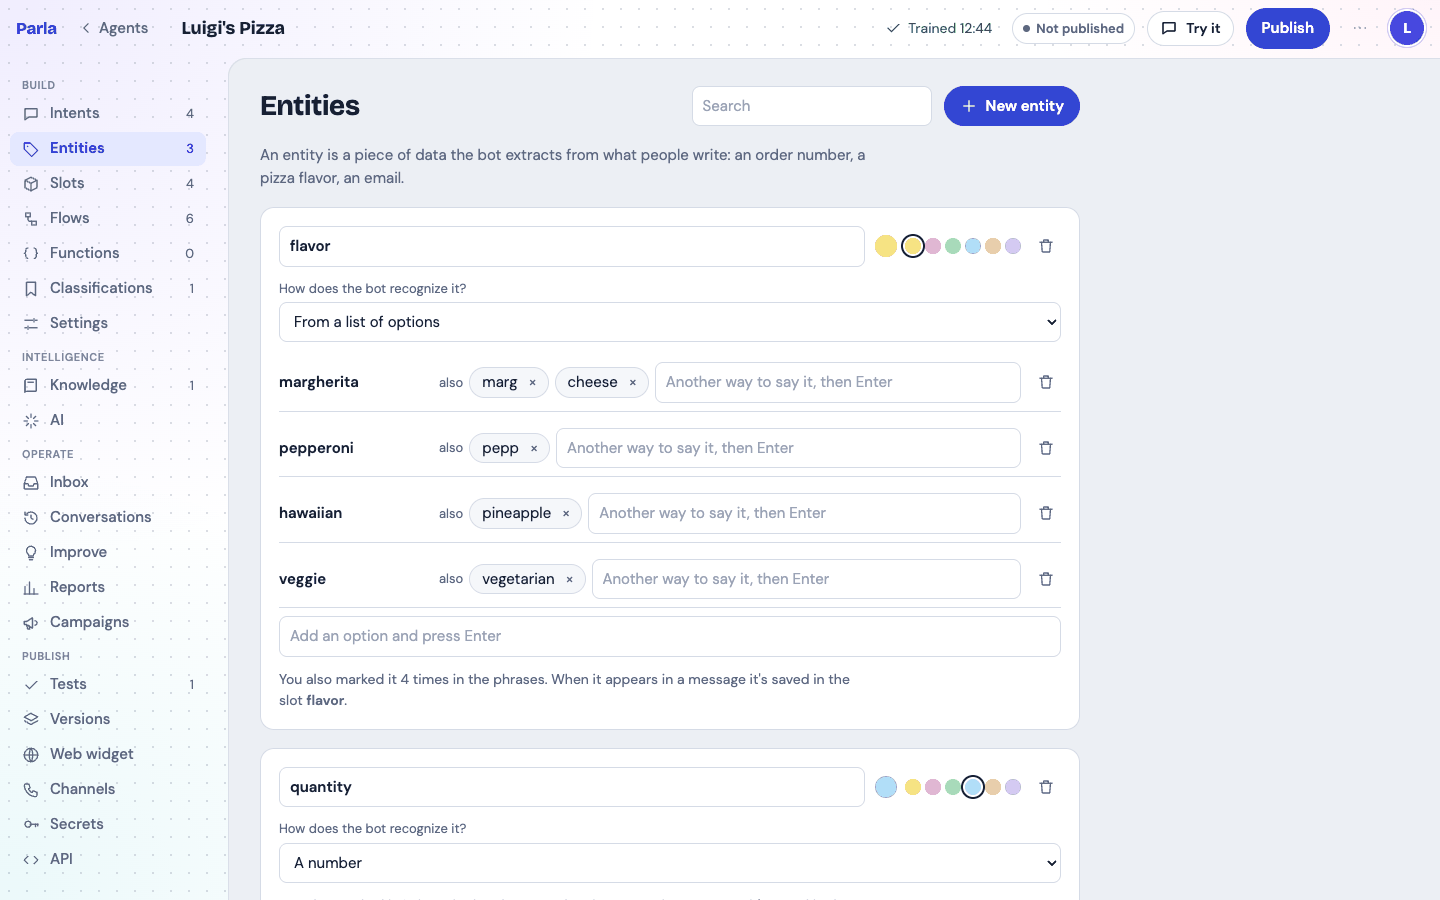 Parla
Agents
Luigi's Pizza
Trained 12:44
Not published
Try it
Publish
L
BUILD
Intents 4
Entities 3
Slots 4
Flows 6
Functions 0
Classifications 1
Settings
INTELLIGENCE
Knowledge 1
AI
OPERATE
Inbox
Conversations
Improve
Reports
Campaigns
PUBLISH
Tests 1
Versions
Web widget
Channels
Secrets
API
Entities
Search
New entity
An entity is a piece of data the bot extracts from what people write: an order number, a
pizza flavor, an email.
flavor
How does the bot recognize it?
From a list of options
margherita also marg × cheese × Another way to say it, then Enter
pepperoni also pepp × Another way to say it, then Enter
hawaiian also pineapple × Another way to say it, then Enter
veggie also vegetarian × Another way to say it, then Enter
Add an option and press Enter
You also marked it 4 times in the phrases. When it appears in a message it's saved in the
slot flavor.
quantity
How does the bot recognize it?
A number